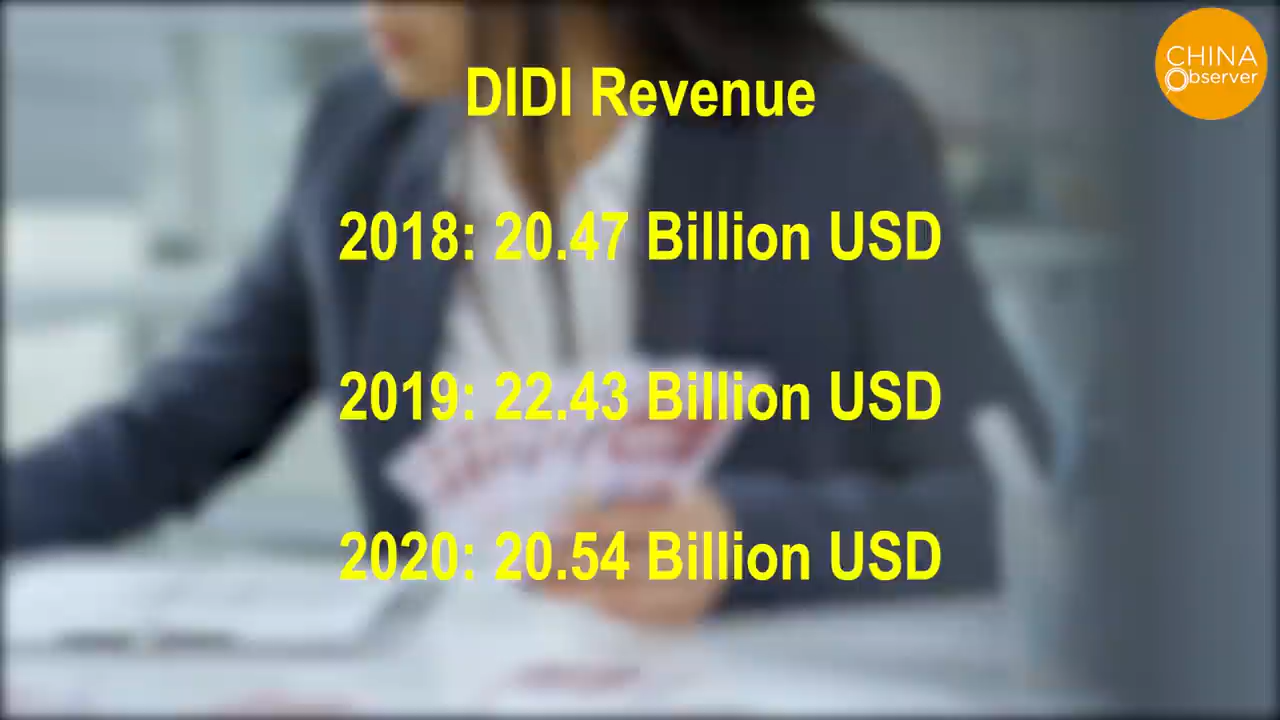 CHINA
Observer
DIDI Revenue
2018: 20.47 Billion USD
2019: 22.43 Billion USD
2020: 20.54 Billion USD